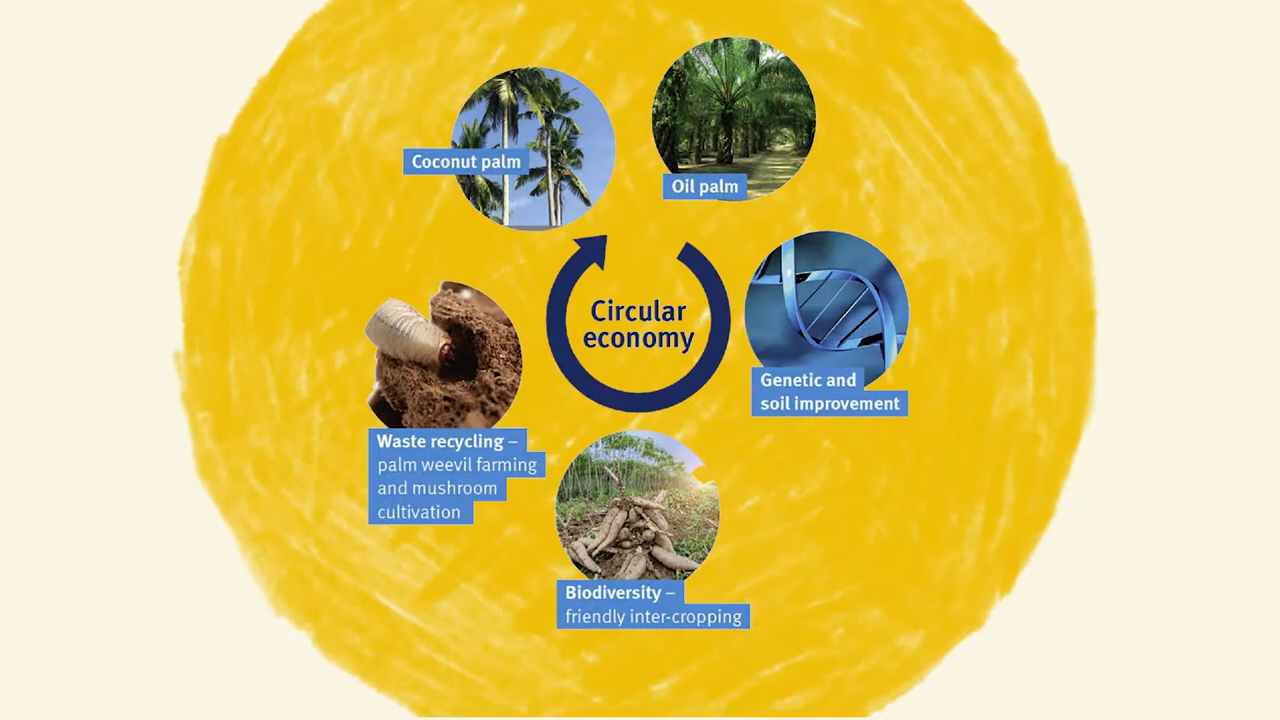 Coconut palm
Oil palm
Circular
economy
Genetic and
soil improvement
Waste recycling –
palm weevil farming
and mushroom
cultivation
Biodiversity –
friendly inter-cropping